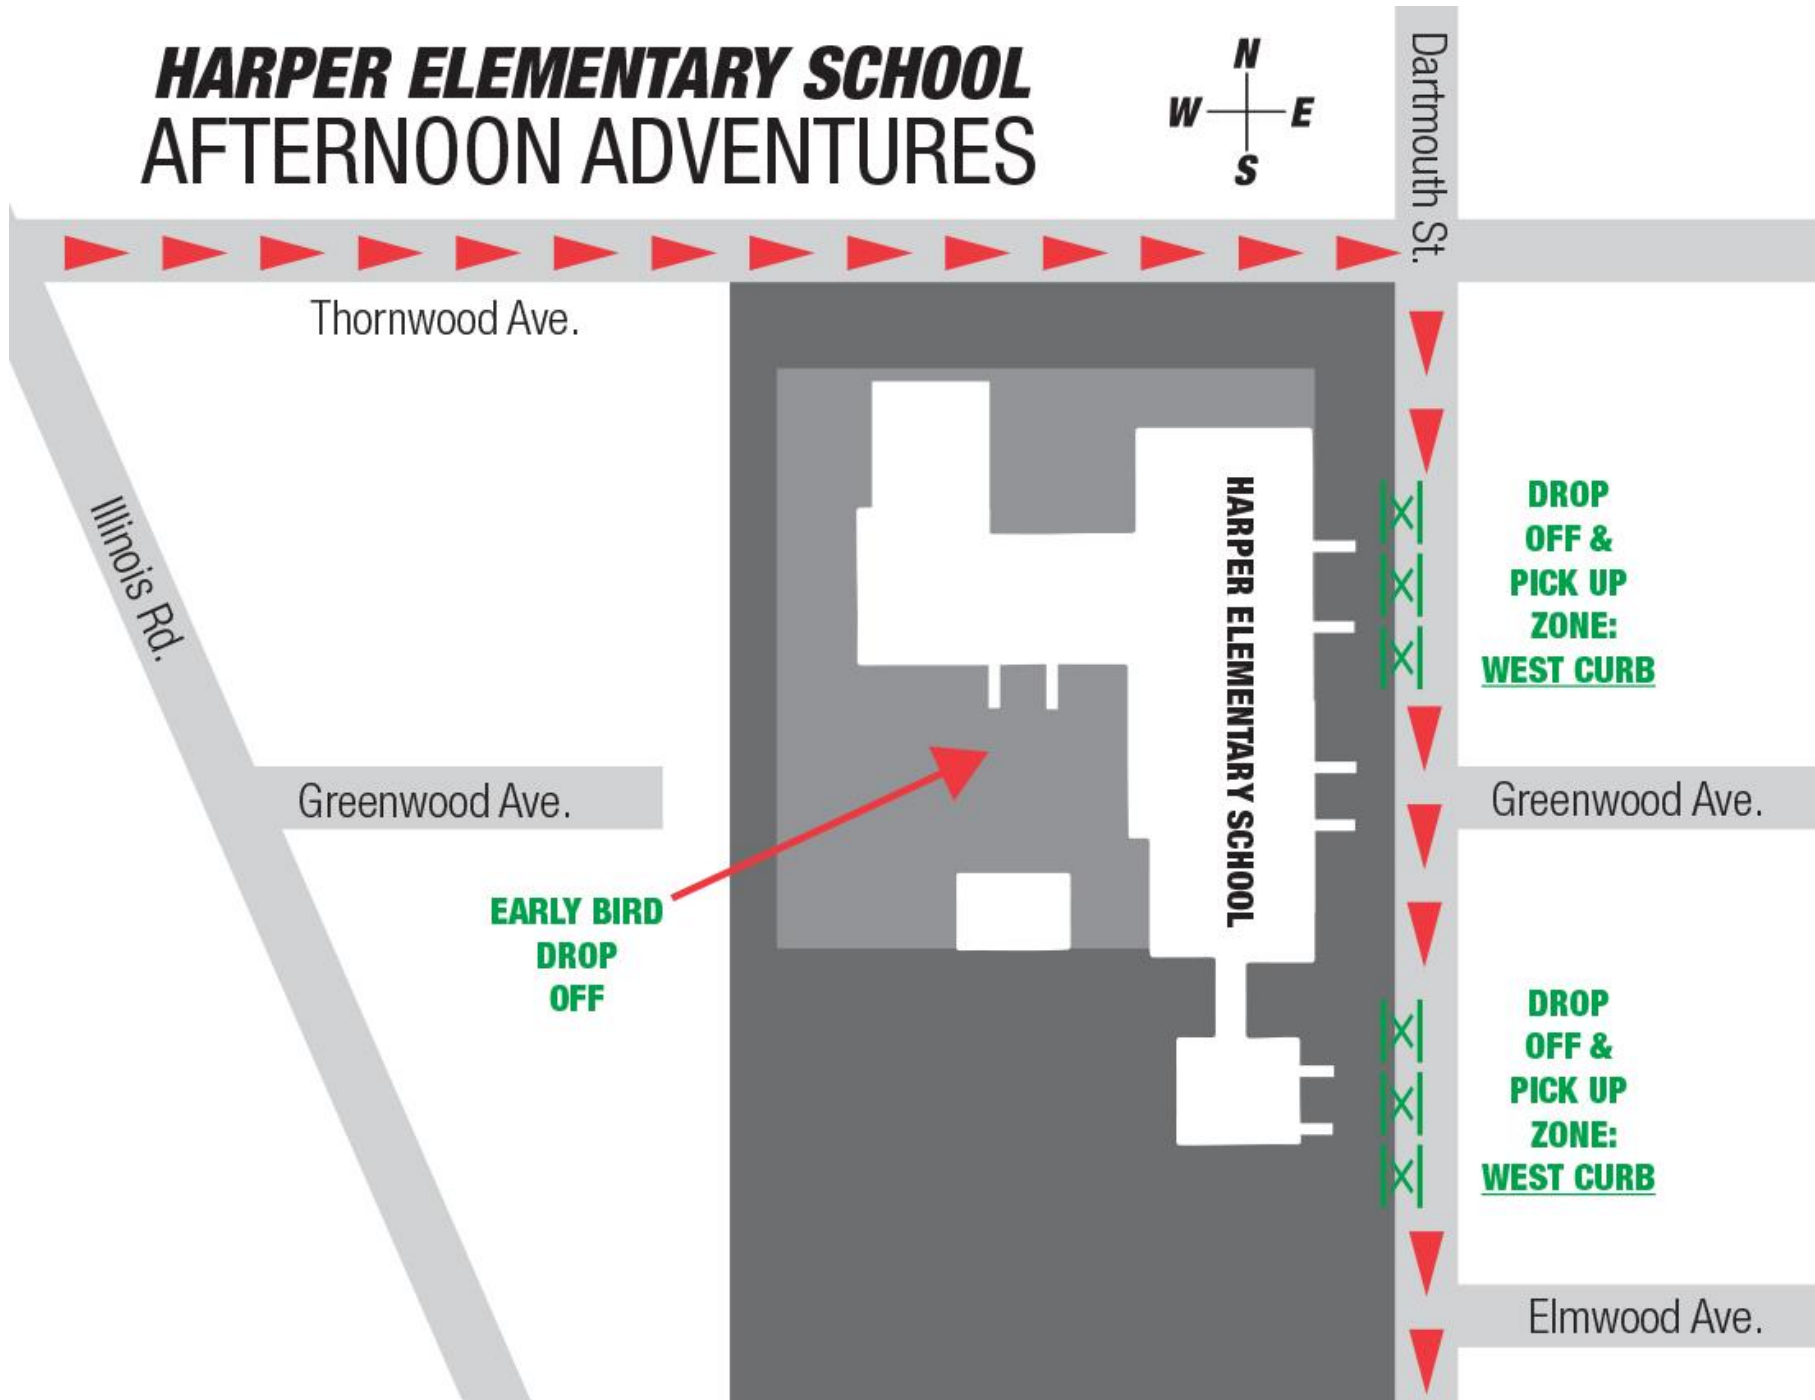 HARPER ELEMENTARY SCHOOL
AFTERNOON ADVENTURES
N
W
E
S
Dartmouth St.
Thornwood Ave.
Illinois Rd.
HARPER ELEMENTARY SCHOOL
DROP
OFF &
PICK UP
ZONE:
WEST CURB
Greenwood Ave.
Greenwood Ave.
EARLY BIRD
DROP
OFF
DROP
OFF &
PICK UP
ZONE:
WEST CURB
Elmwood Ave.